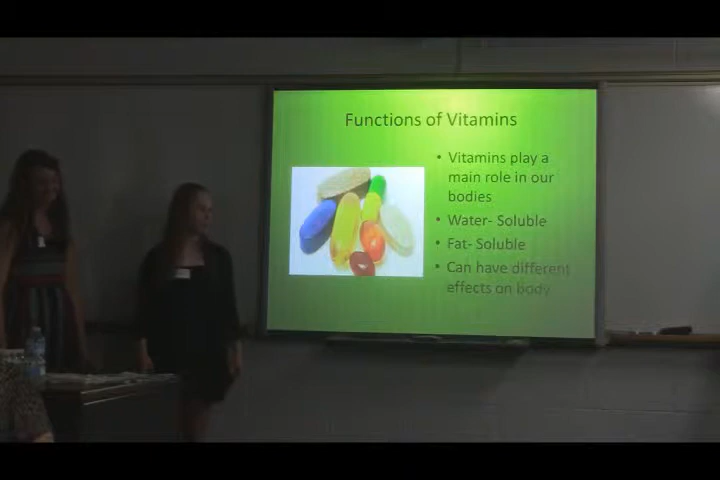 Functions of Vitamins
• Vitamins play a
main role in our
bodies
• Water- Soluble
• Fat- Soluble
• Can have different
effects on body